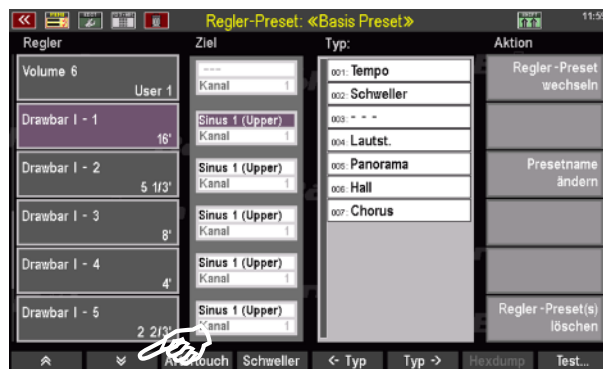 Regler-Preset: «Basis Preset»
Regler
Ziel
Typ:
Aktion
Volume 6
User 1
---
Kanal 1
Drawbar I - 1
16'
Sinus 1 (Upper)
Kanal 1
Drawbar I - 2
5 1/3'
Sinus 1 (Upper)
Kanal 1
Drawbar I - 3
8'
Sinus 1 (Upper)
Kanal 1
Drawbar I - 4
4'
Sinus 1 (Upper)
Kanal 1
Drawbar I - 5
2 2/3'
Sinus 1 (Upper)
Kanal 1
001: Tempo
002: Schweller
003: - - -
004: Lautst.
005: Panorama
006: Hall
007: Chorus
Regler-Preset
wechseln
Presetname
ändern
Regler-Preset(s)
löschen
Schweller
<- Typ
Typ ->
Hexdump
Test...